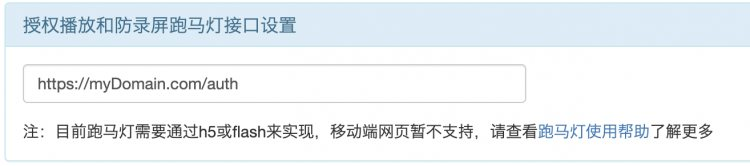 授权播放和防录屏跑马灯接口设置
https://myDomain.com/auth
注：目前跑马灯需要通过h5或flash来实现，移动端网页暂不支持，请查看跑马灯使用帮助了解更多